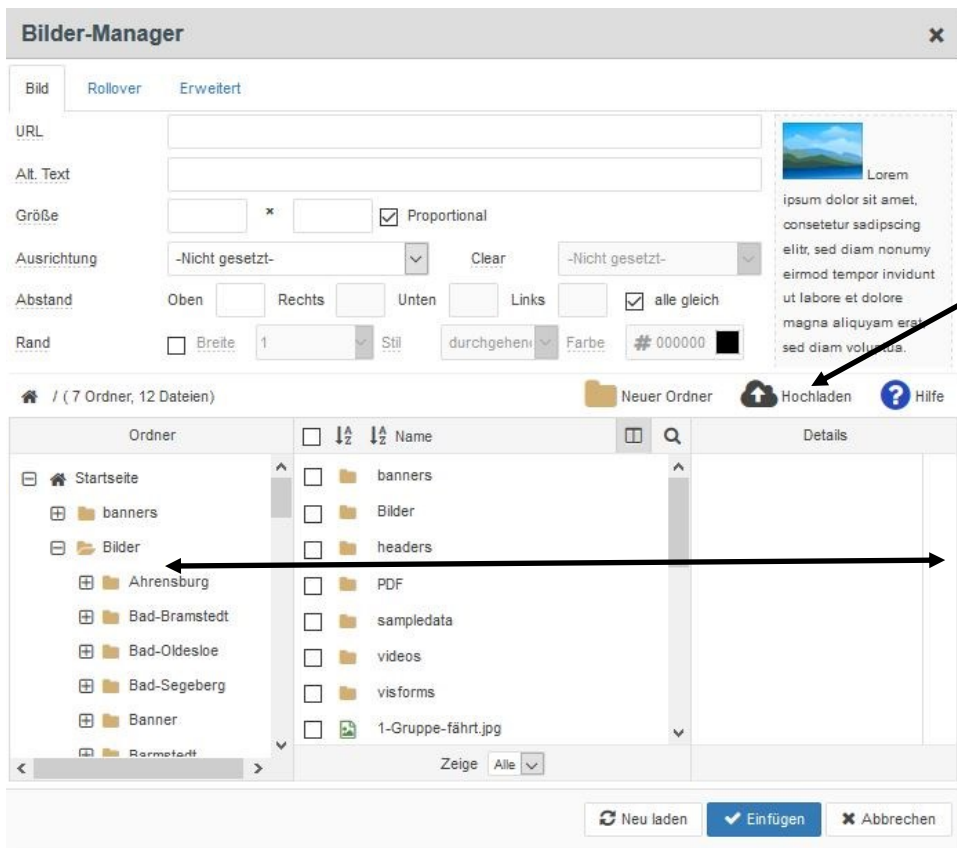 Bilder-Manager
Bild Rollover Erweitert
URL
Alt. Text
Größe × Proportional
Ausrichtung -Nicht gesetzt- Clear -Nicht gesetzt-
Abstand Oben Rechts Unten Links alle gleich
Rand Breite 1 Stil durchgehend Farbe # 000000
Lorem
ipsum dolor sit amet,
consetetur sadipscing
elitr, sed diam nonumy
eirmod tempor invidunt
ut labore et dolore
magna aliquyam erat,
sed diam voluptua.
/ ( 7 Ordner, 12 Dateien) Neuer Ordner Hochladen Hilfe
Ordner Name Details
Startseite
banners
Bilder
Ahrensburg
Bad-Bramstedt
Bad-Oldesloe
Bad-Segeberg
Banner
Barmstedt
banners
Bilder
headers
PDF
sampledata
videos
visforms
1-Gruppe-fährt.jpg
Zeige Alle
Neu laden Einfügen Abbrechen